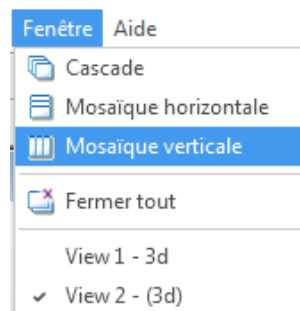 Fenêtre Aide
Cascade
Mosaïque horizontale
Mosaïque verticale
Fermer tout
View 1 - 3d
View 2 - (3d)